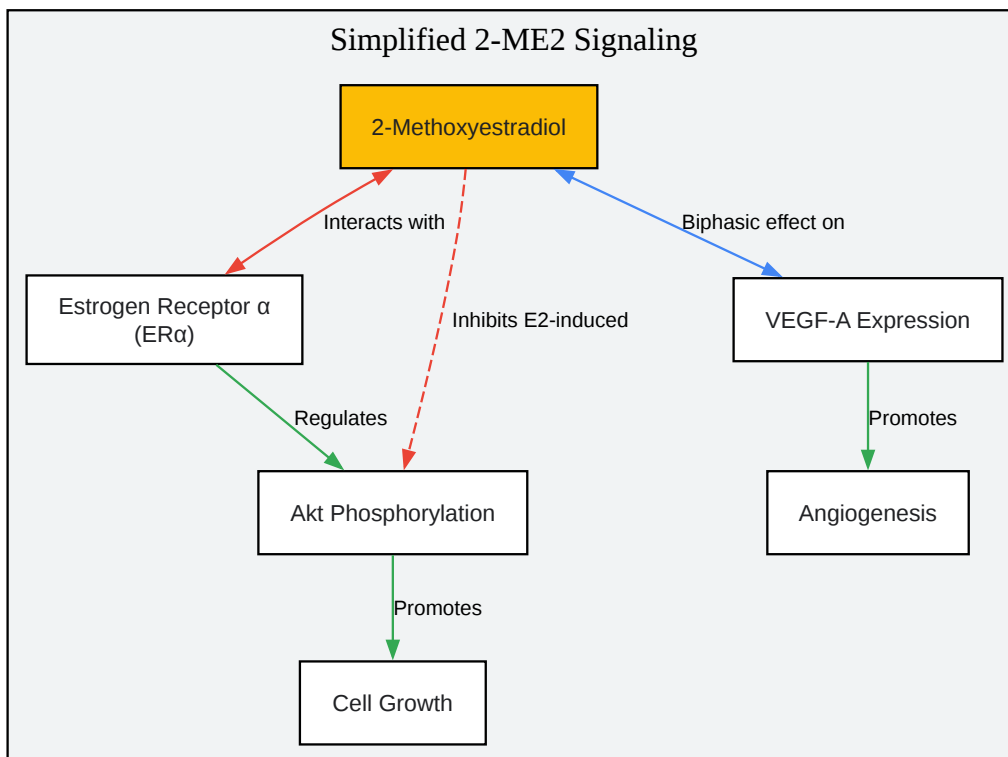 Simplified 2-ME2 Signaling
2-Methoxyestradiol
Interacts with
Biphasic effect on
Estrogen Receptor α
(ERα)
Inhibits E2-induced
VEGF-A Expression
Regulates
Promotes
Akt Phosphorylation
Angiogenesis
Promotes
Cell Growth